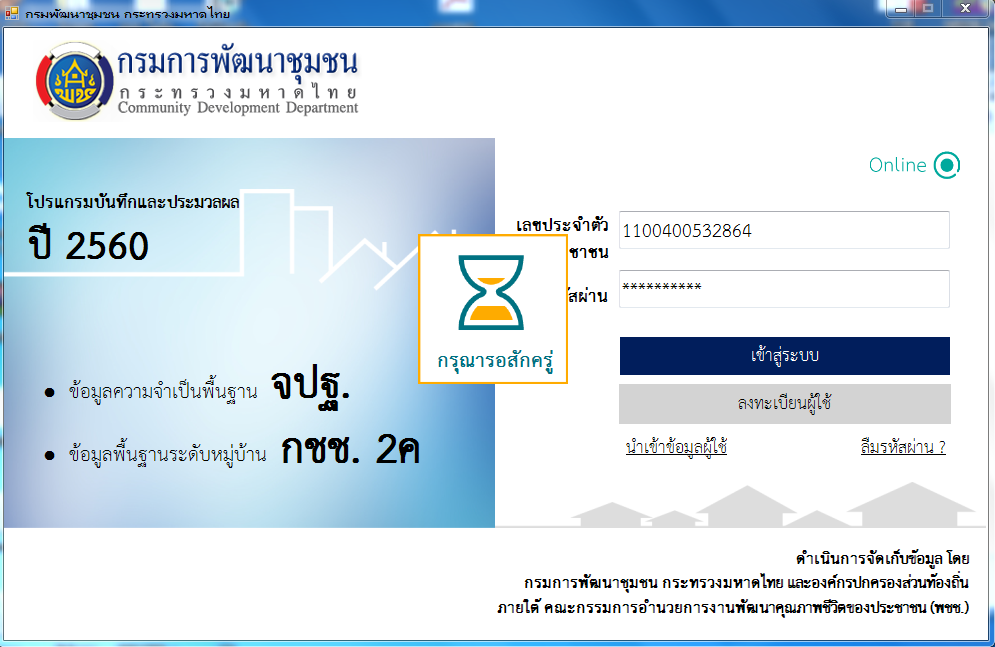 กรมพัฒนาชุมชน กระทรวงมหาดไทย
กรมการพัฒนาชุมชน
กระทรวงมหาดไทย
Community Development Department
Online
โปรแกรมบันทึกและประมวลผล
ปี 2560
เลขประจำตัว
ชาชน
1100400532864
ัสผ่าน
**********
กรุณารอสักครู่
เข้าสู่ระบบ
ลงทะเบียนผู้ใช้
นำเข้าข้อมูลผู้ใช้
ลืมรหัสผ่าน ?
• ข้อมูลความจำเป็นพื้นฐาน จปฐ.
• ข้อมูลพื้นฐานระดับหมู่บ้าน กชช. 2ค
ดำเนินการจัดเก็บข้อมูล โดย
กรมการพัฒนาชุมชน กระทรวงมหาดไทย และองค์กรปกครองส่วนท้องถิ่น
ภายใต้ คณะกรรมการอำนวยการงานพัฒนาคุณภาพชีวิตของประชาชน (พชช.)